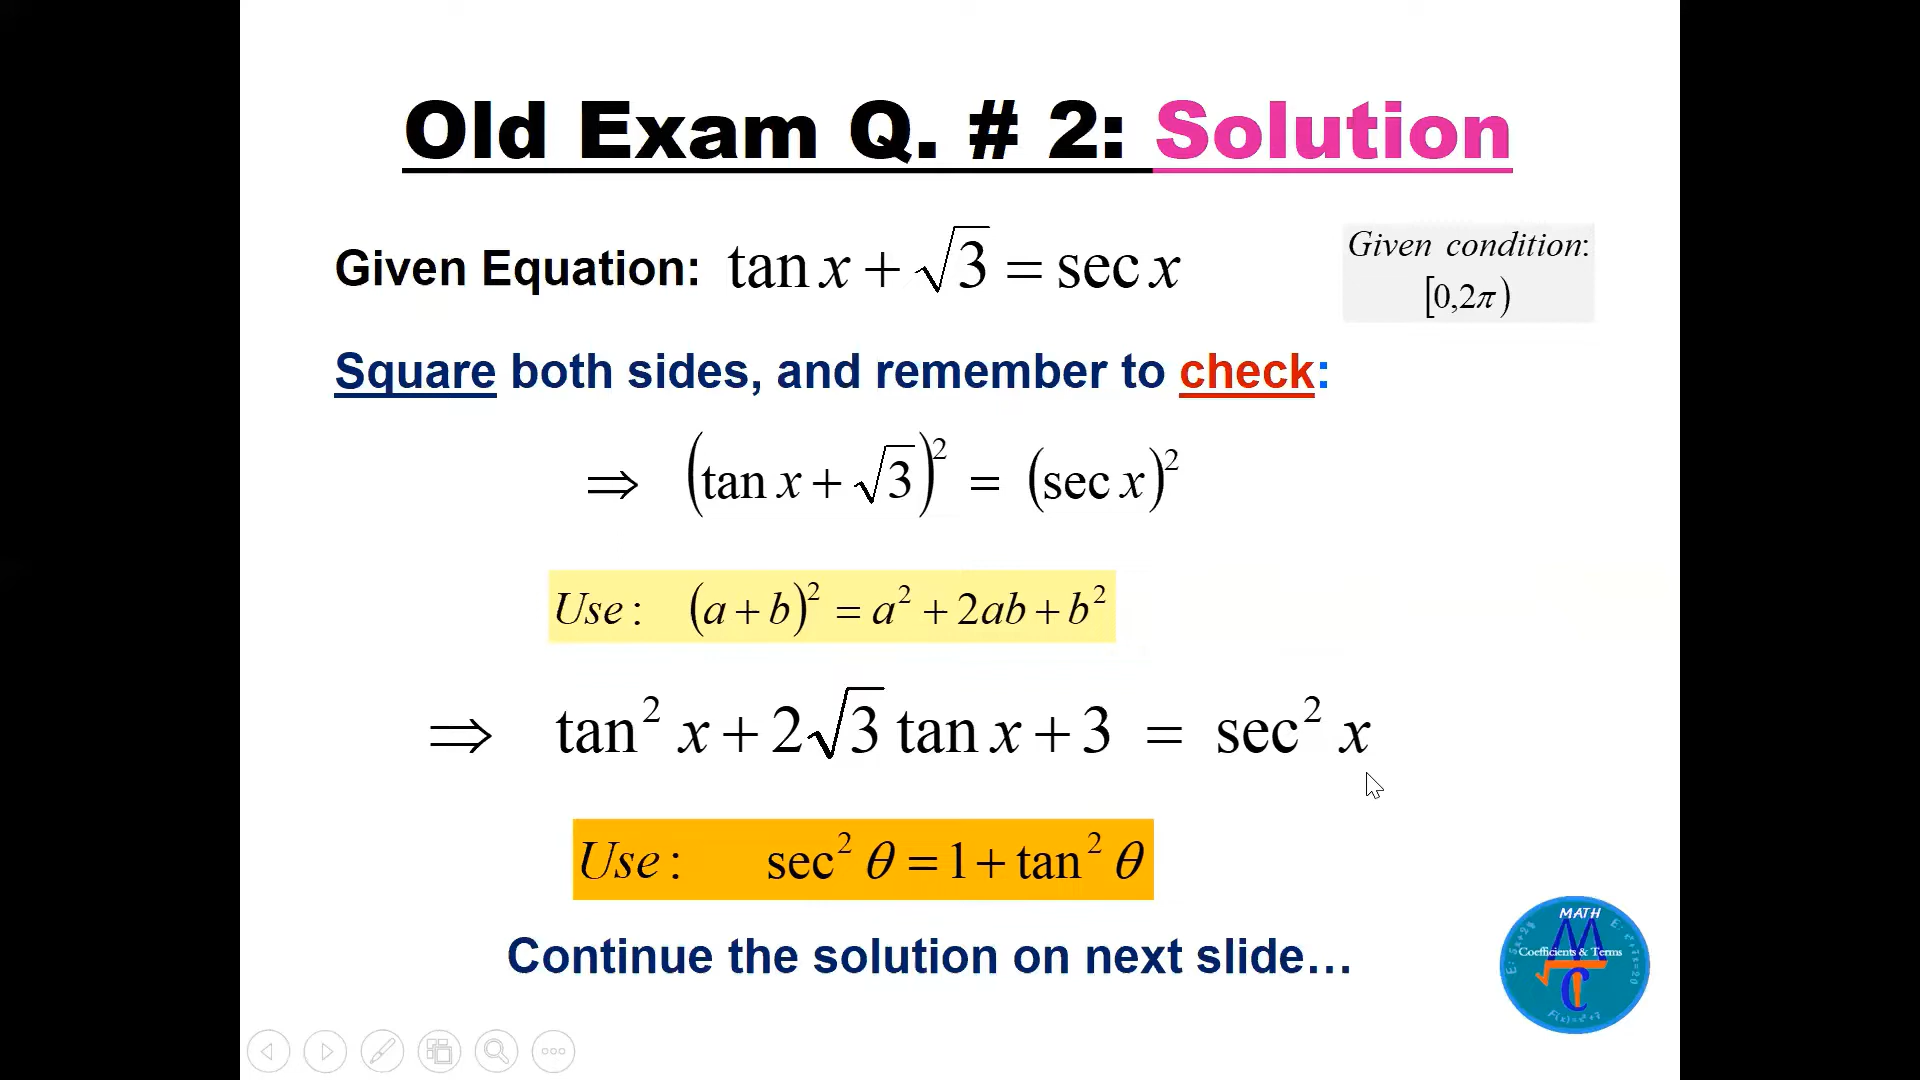 Old Exam Q. # 2: Solution
Given Equation: tan x + √3 = sec x
Given condition:
[0,2π)
Square both sides, and remember to check:
⇒ (tan x + √3)² = (sec x)²
Use: (a + b)² = a² + 2ab + b²
⇒ tan² x + 2√3 tan x + 3 = sec² x
Use: sec² θ = 1 + tan² θ
Continue the solution on next slide…
MATH
Coefficients & Terms